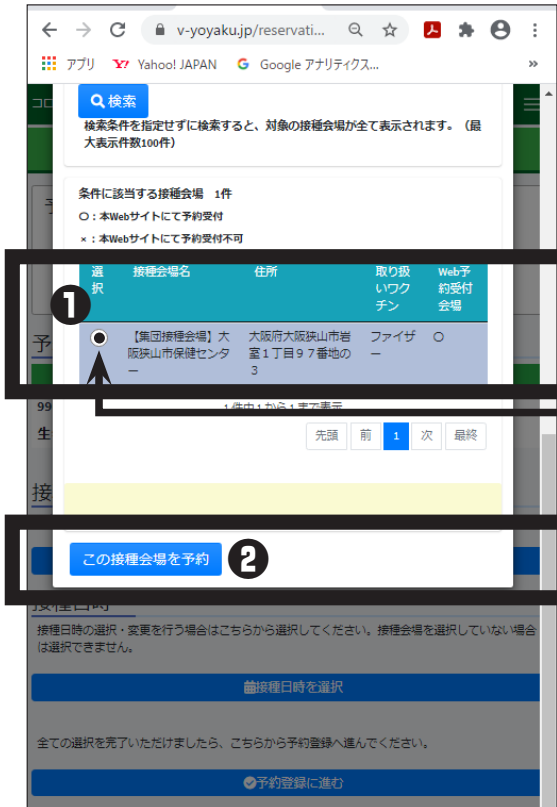 v-yoyaku.jp/reservati...
アプリ Yahoo! JAPAN Google アナリティクス... »
コロ
検索
検索条件を指定せずに検索すると、対象の接種会場が全て表示されます。（最
大表示件数100件）
予
条件に該当する接種会場 1件
○：本Webサイトにて予約受付
×：本Webサイトにて予約受付不可
❶
選択 接種会場名 住所 取り扱いワクチン Web予約受付会場
【集団接種会場】大 大阪府大阪狭山市岩 ファイザ ○
阪狭山市保健センタ 室１丁目９７番地の ー
ー ３
予
1件中1から1まで表示
99
生
先頭 前 1 次 最終
接
この接種会場を予約 ❷
接種日時
接種日時の選択・変更を行う場合はこちらから選択してください。接種会場を選択していない場合
は選択できません。
接種日時を選択
全ての選択を完了いただけましたら、こちらから予約登録へ進んでください。
予約登録に進む